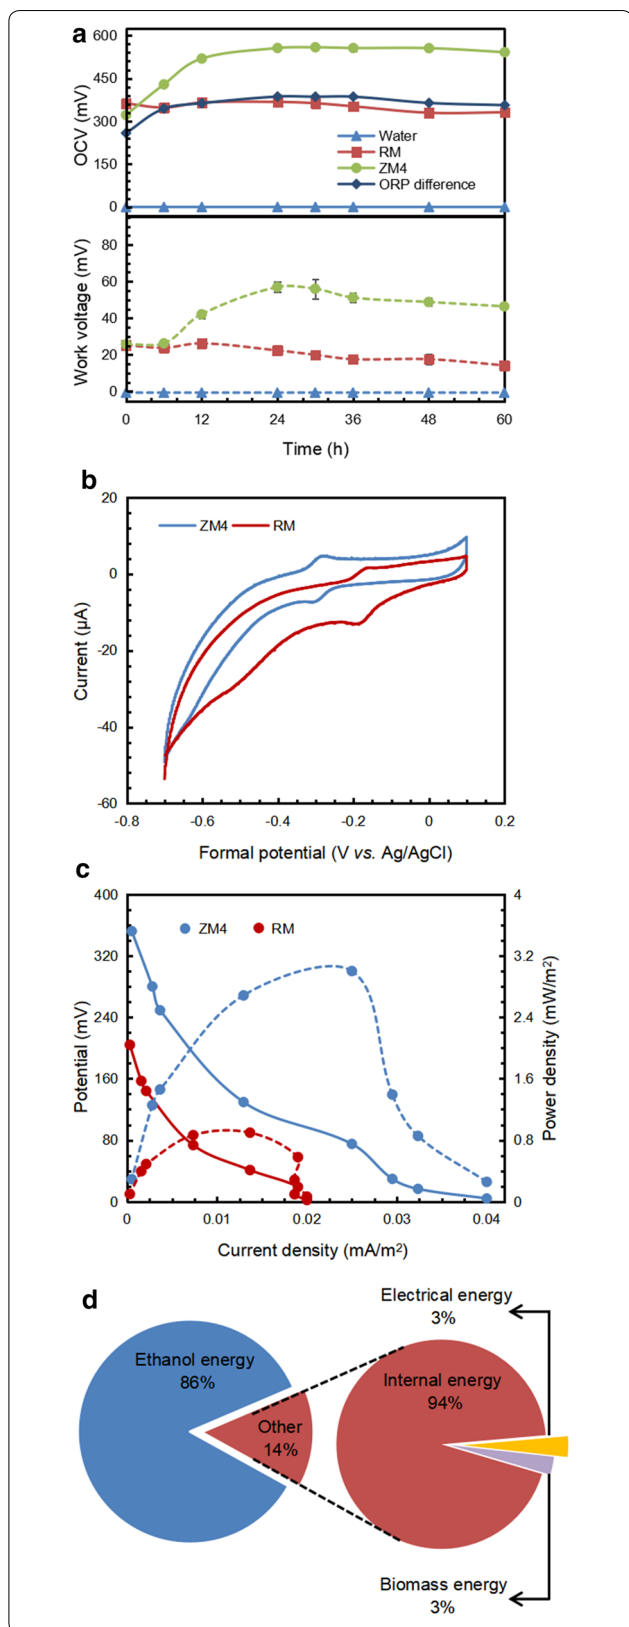 a
600
450
300
150
0
OCV (mV)
Water
RM
ZM4
ORP difference
80
60
40
20
0
Work voltage (mV)
0 12 24 36 48 60
Time (h)
b
20
0
-20
-40
-60
Current (µA)
ZM4 RM
-0.8 -0.6 -0.4 -0.2 0 0.2
Formal potential (V vs. Ag/AgCl)
c
400
320
240
160
80
0
Potential (mV)
ZM4 RM
4
3.2
2.4
1.6
0.8
0
Power density (mW/m²)
0 0.01 0.02 0.03 0.04
Current density (mA/m²)
d
Electrical energy
3%
Ethanol energy
86%
Other
14%
Internal energy
94%
Biomass energy
3%